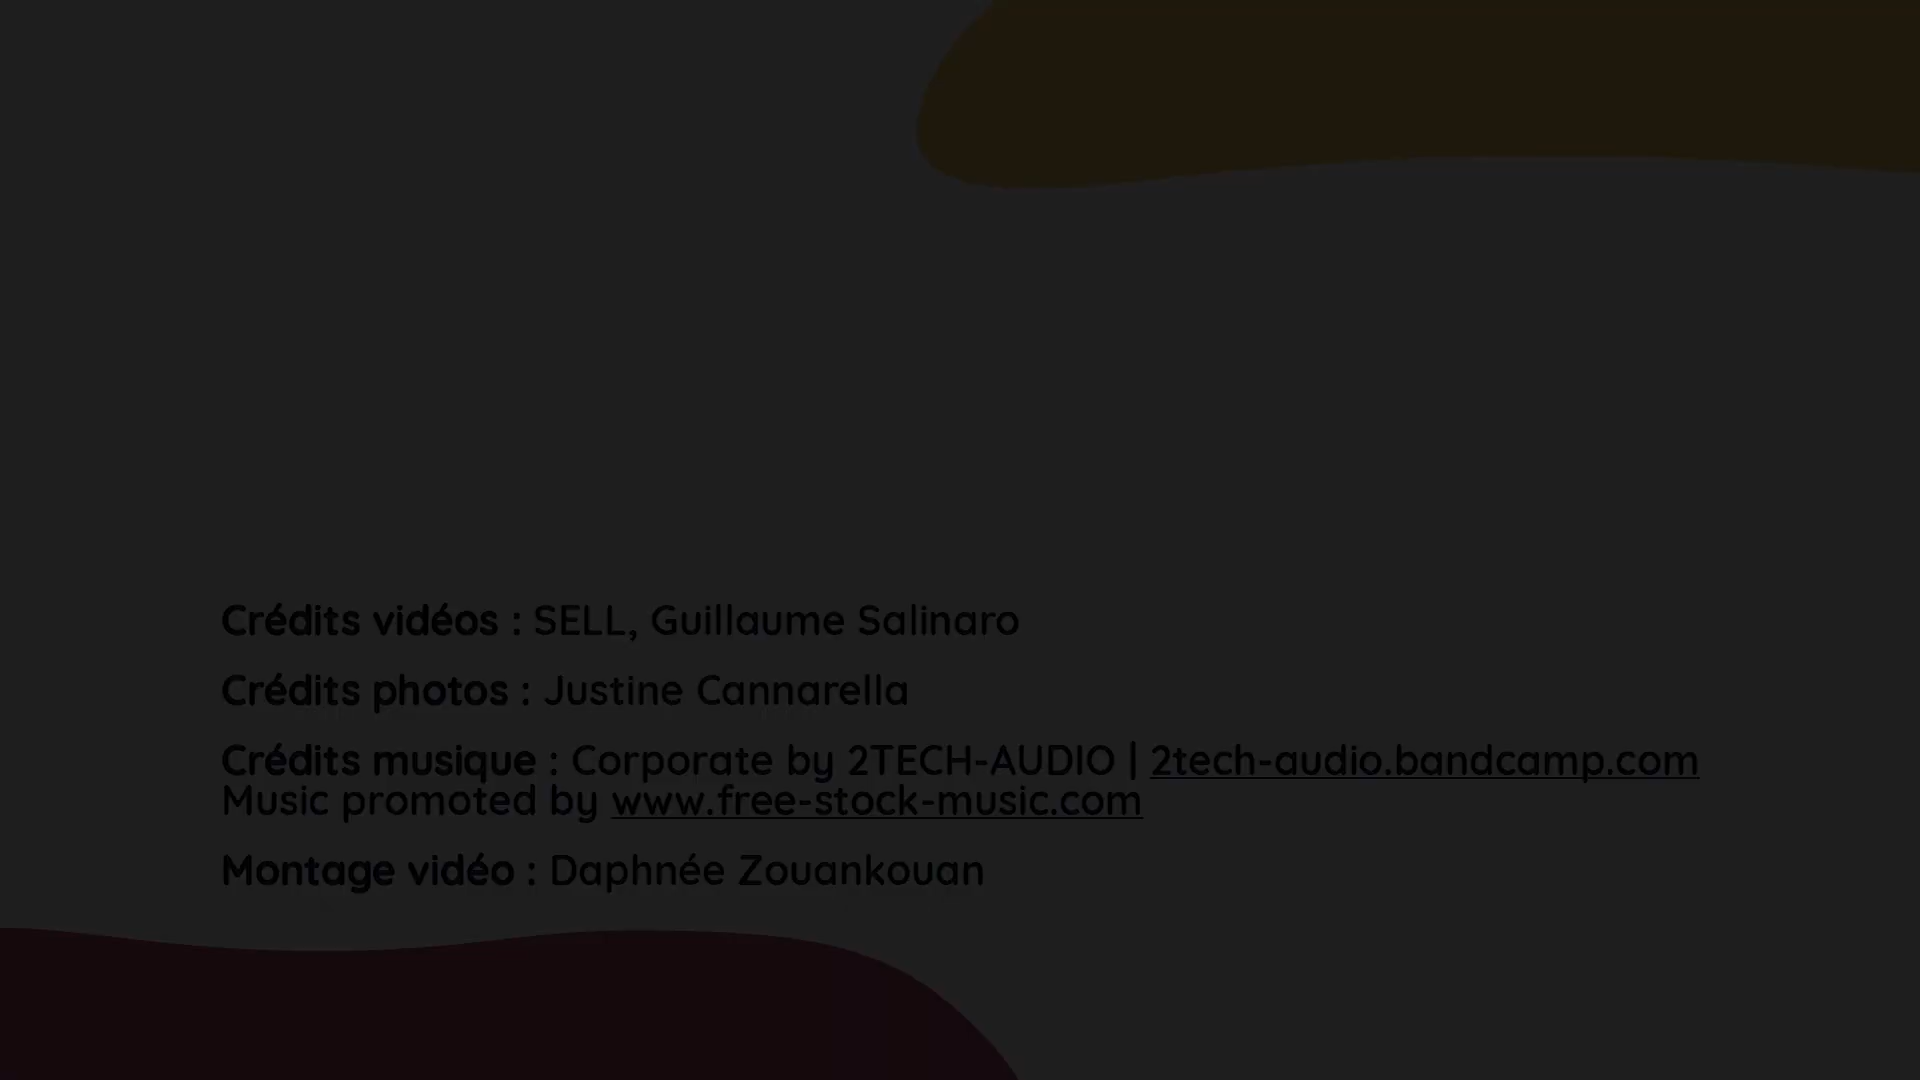 Crédits vidéos : SELL, Guillaume Salinaro
Crédits photos : Justine Cannarella
Crédits musique : Corporate by 2TECH-AUDIO | 2tech-audio.bandcamp.com
Music promoted by www.free-stock-music.com
Montage vidéo : Daphnée Zouankouan